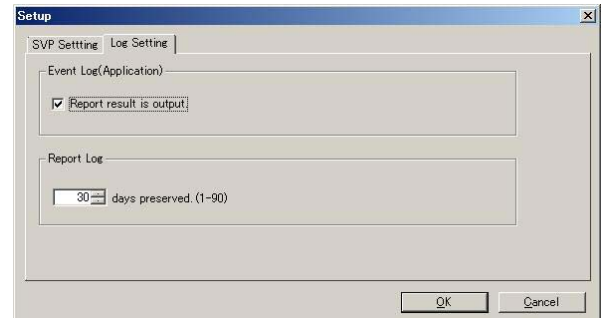 Setup
SVP Settting
Log Setting
Event Log(Application)
Report result is output.
Report Log
30 days preserved.(1-90)
OK
Cancel